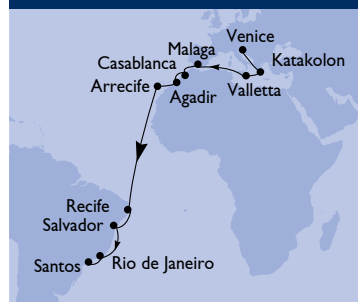 Venice
Malaga
Casablanca
Katakolon
Arrecife
Agadir
Valletta
Recife
Salvador
Santos
Rio de Janeiro